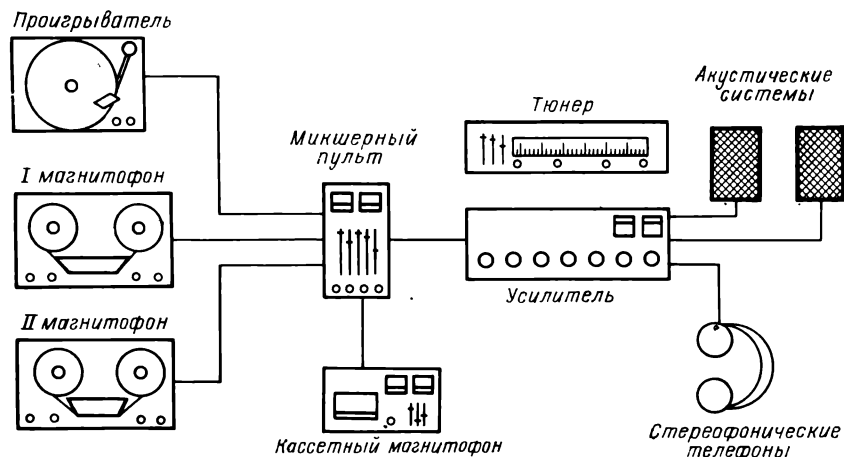 Проигрыватель
I магнитофон
II магнитофон
Микшерный
пульт
Кассетный магнитофон
Тюнер
Усилитель
Акустические
системы
Стереофонические
телефоны